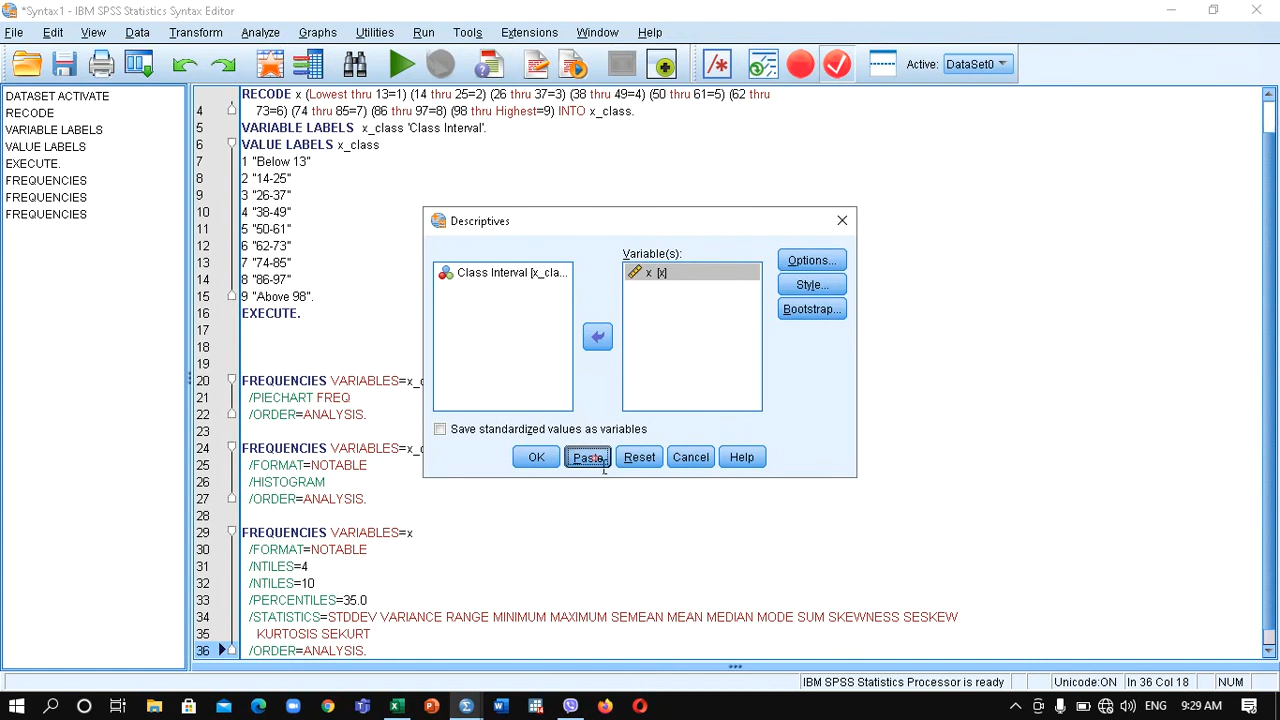 *Syntax1 - IBM SPSS Statistics Syntax Editor
File Edit View Data Transform Analyze Graphs Utilities Run Tools Extensions Window Help
Active: DataSet0
DATASET ACTIVATE
RECODE
VARIABLE LABELS
VALUE LABELS
EXECUTE.
FREQUENCIES
FREQUENCIES
FREQUENCIES
RECODE x (Lowest thru 13=1) (14 thru 25=2) (26 thru 37=3) (38 thru 49=4) (50 thru 61=5) (62 thru
4 73=6) (74 thru 85=7) (86 thru 97=8) (98 thru Highest=9) INTO x_class.
5 VARIABLE LABELS x_class 'Class Interval'.
6 VALUE LABELS x_class
7 1 "Below 13"
8 2 "14-25"
9 3 "26-37"
10 4 "38-49"
11 5 "50-61"
12 6 "62-73"
13 7 "74-85"
14 8 "86-97"
15 9 "Above 98".
16 EXECUTE.
17
18
19
20 FREQUENCIES VARIABLES=x_c
21 /PIECHART FREQ
22 /ORDER=ANALYSIS.
23
24 FREQUENCIES VARIABLES=x_c
25 /FORMAT=NOTABLE
26 /HISTOGRAM
27 /ORDER=ANALYSIS.
28
29 FREQUENCIES VARIABLES=x
30 /FORMAT=NOTABLE
31 /NTILES=4
32 /NTILES=10
33 /PERCENTILES=35.0
34 /STATISTICS=STDDEV VARIANCE RANGE MINIMUM MAXIMUM SEMEAN MEAN MEDIAN MODE SUM SKEWNESS SESKEW
35 KURTOSIS SEKURT
36 /ORDER=ANALYSIS.
Descriptives
Variable(s):
Class Interval [x_cla...
x [x]
Options...
Style...
Bootstrap...
Save standardized values as variables
OK Paste Reset Cancel Help
IBM SPSS Statistics Processor is ready Unicode:ON In 36 Col 18 NUM
ENG 9:29 AM